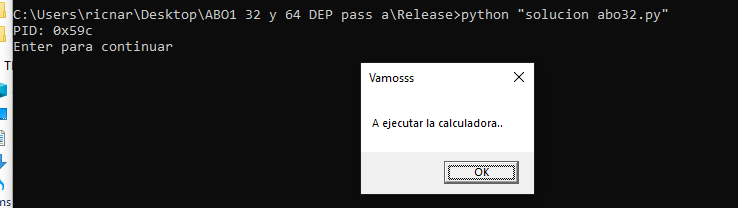 C:\Users\ricnar\Desktop\ABO1 32 y 64 DEP pass a\Release>python "solucion abo32.py"
PID: 0x59c
Enter para continuar
Vamosss
A ejecutar la calculadora..
OK